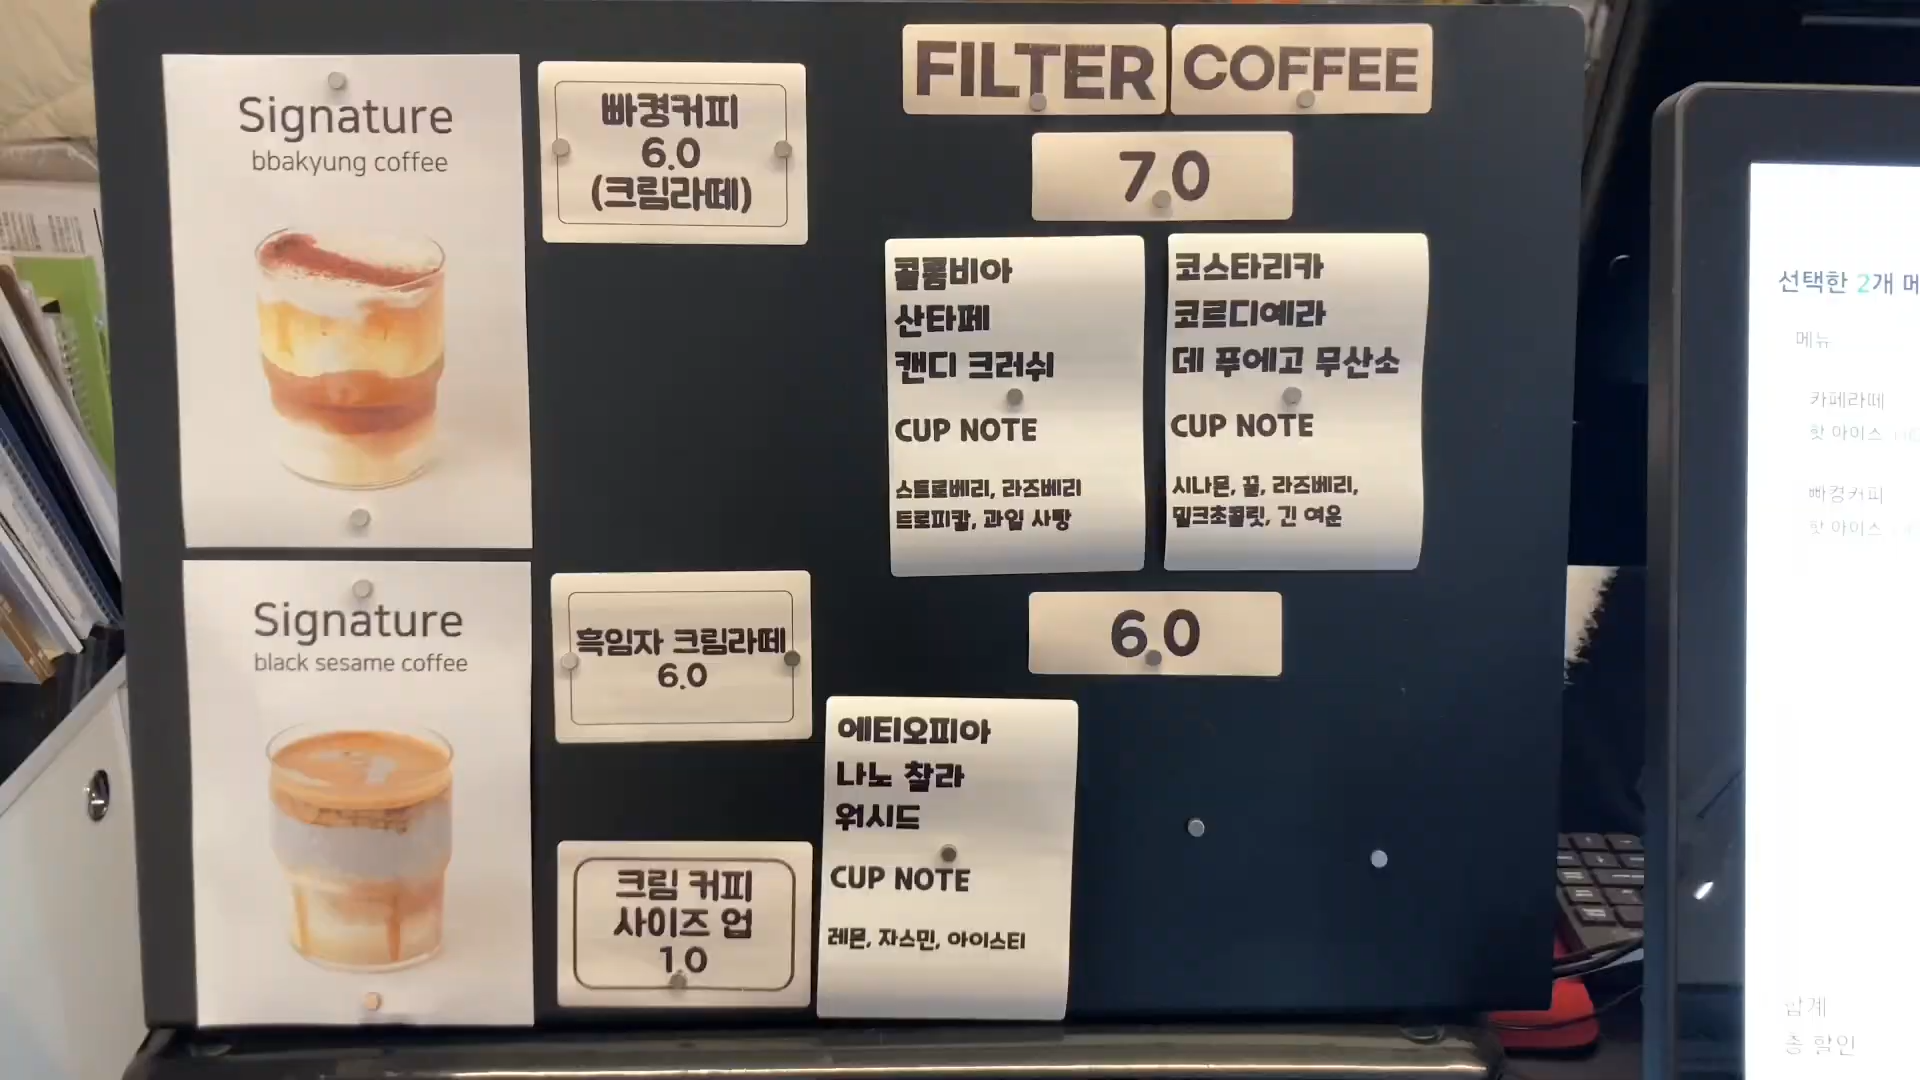 Signature
bbakyung coffee
빠켱커피
6.0
(크림라떼)
Signature
black sesame coffee
흑임자 크림라떼
6.0
크림 커피
사이즈 업
1.0
FILTER COFFEE
7.0
콜롬비아
산타페
캔디 크러쉬
CUP NOTE
스트로베리, 라즈베리
트로피칼, 과일 사탕
코스타리카
코르디예라
데 푸에고 무산소
CUP NOTE
시나몬, 꿀, 라즈베리,
밀크초콜릿, 긴 여운
6.0
에티오피아
나노 찰라
워시드
CUP NOTE
레몬, 자스민, 아이스티
선택한 2개 메
메뉴
카페라떼
핫 아이스
빠경커피
핫 아이스
합계
총 할인